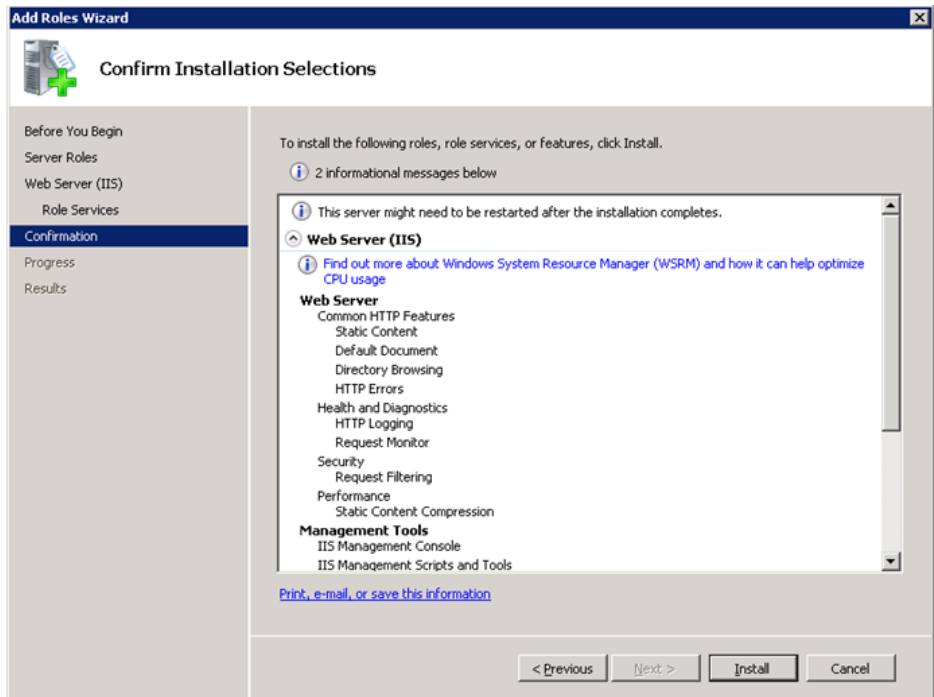 Add Roles Wizard
Confirm Installation Selections
Before You Begin
Server Roles
Web Server (IIS)
Role Services
Confirmation
Progress
Results
To install the following roles, role services, or features, click Install.
2 informational messages below
This server might need to be restarted after the installation completes.
Web Server (IIS)
Find out more about Windows System Resource Manager (WSRM) and how it can help optimize
CPU usage
Web Server
Common HTTP Features
Static Content
Default Document
Directory Browsing
HTTP Errors
Health and Diagnostics
HTTP Logging
Request Monitor
Security
Request Filtering
Performance
Static Content Compression
Management Tools
IIS Management Console
IIS Management Scripts and Tools
Print, e-mail, or save this information
< Previous Next > Install Cancel